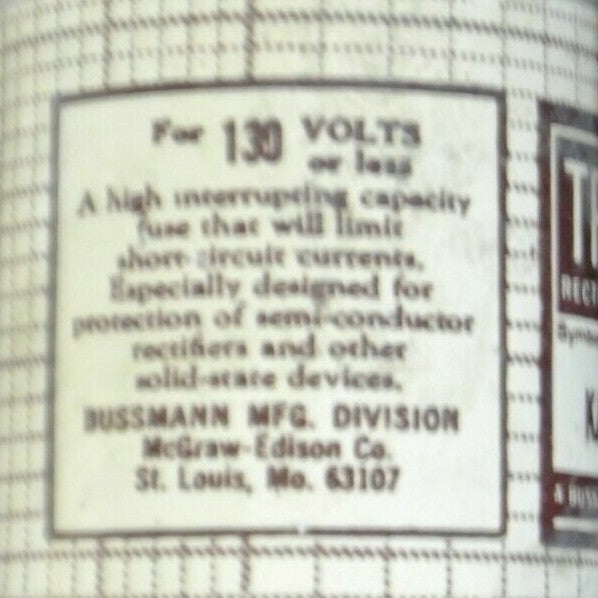 For 130 VOLTS
or less
A high interrupting capacity
fuse that will limit
short-circuit currents.
Especially designed for
protection of semi-conductor
rectifiers and other
solid-state devices.
BUSSMANN MFG. DIVISION
McGraw-Edison Co.
St. Louis, Mo. 63107